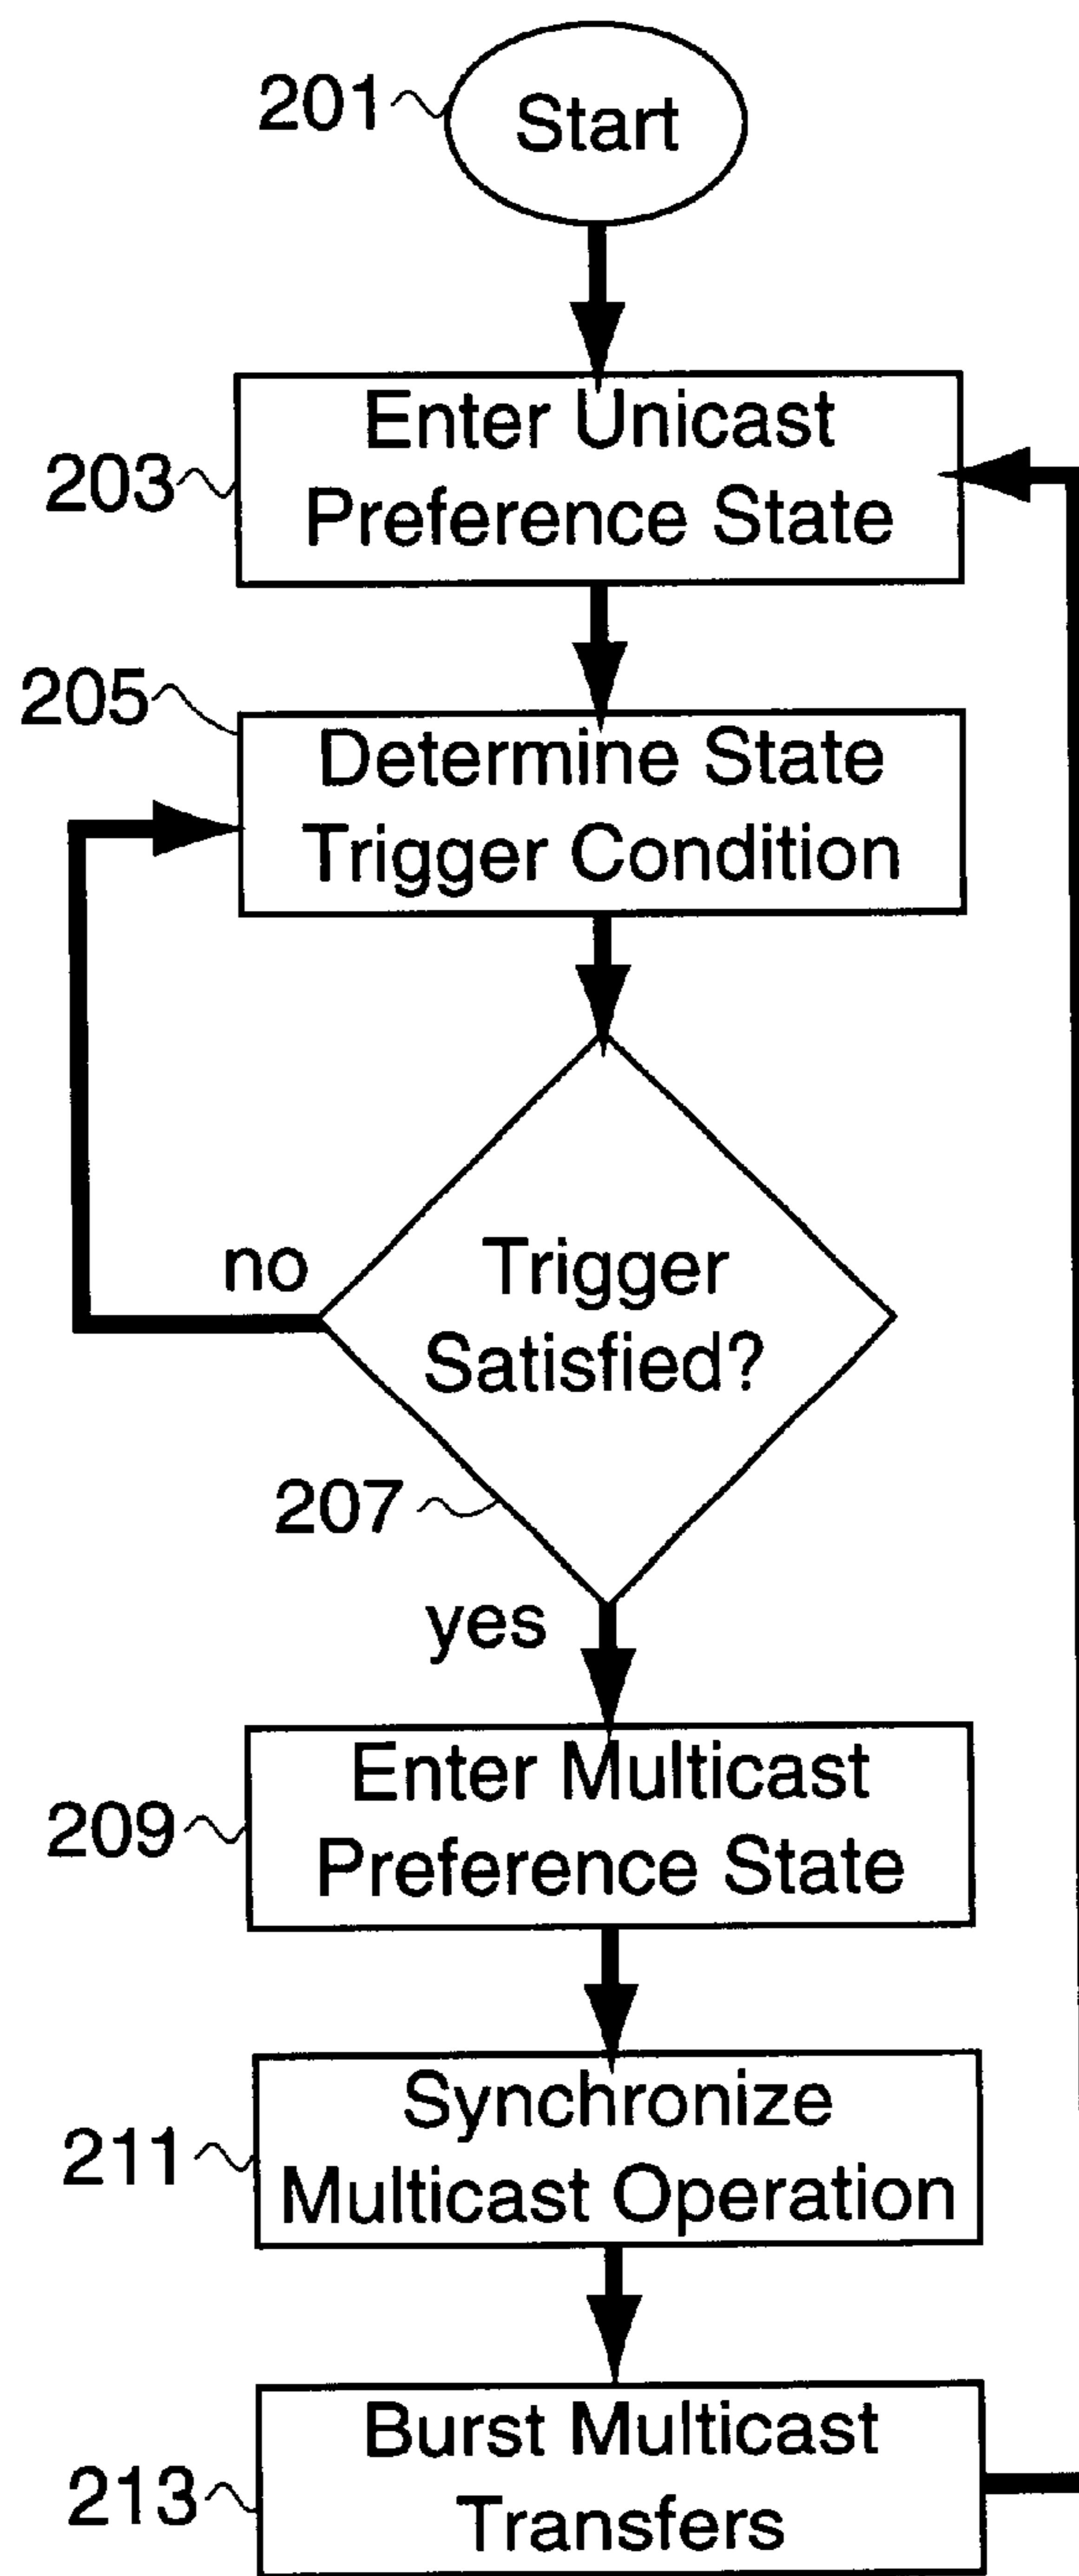 201
Start
203
Enter Unicast
Preference State
205
Determine State
Trigger Condition
no
Trigger
Satisfied?
207
yes
209
Enter Multicast
Preference State
211
Synchronize
Multicast Operation
213
Burst Multicast
Transfers